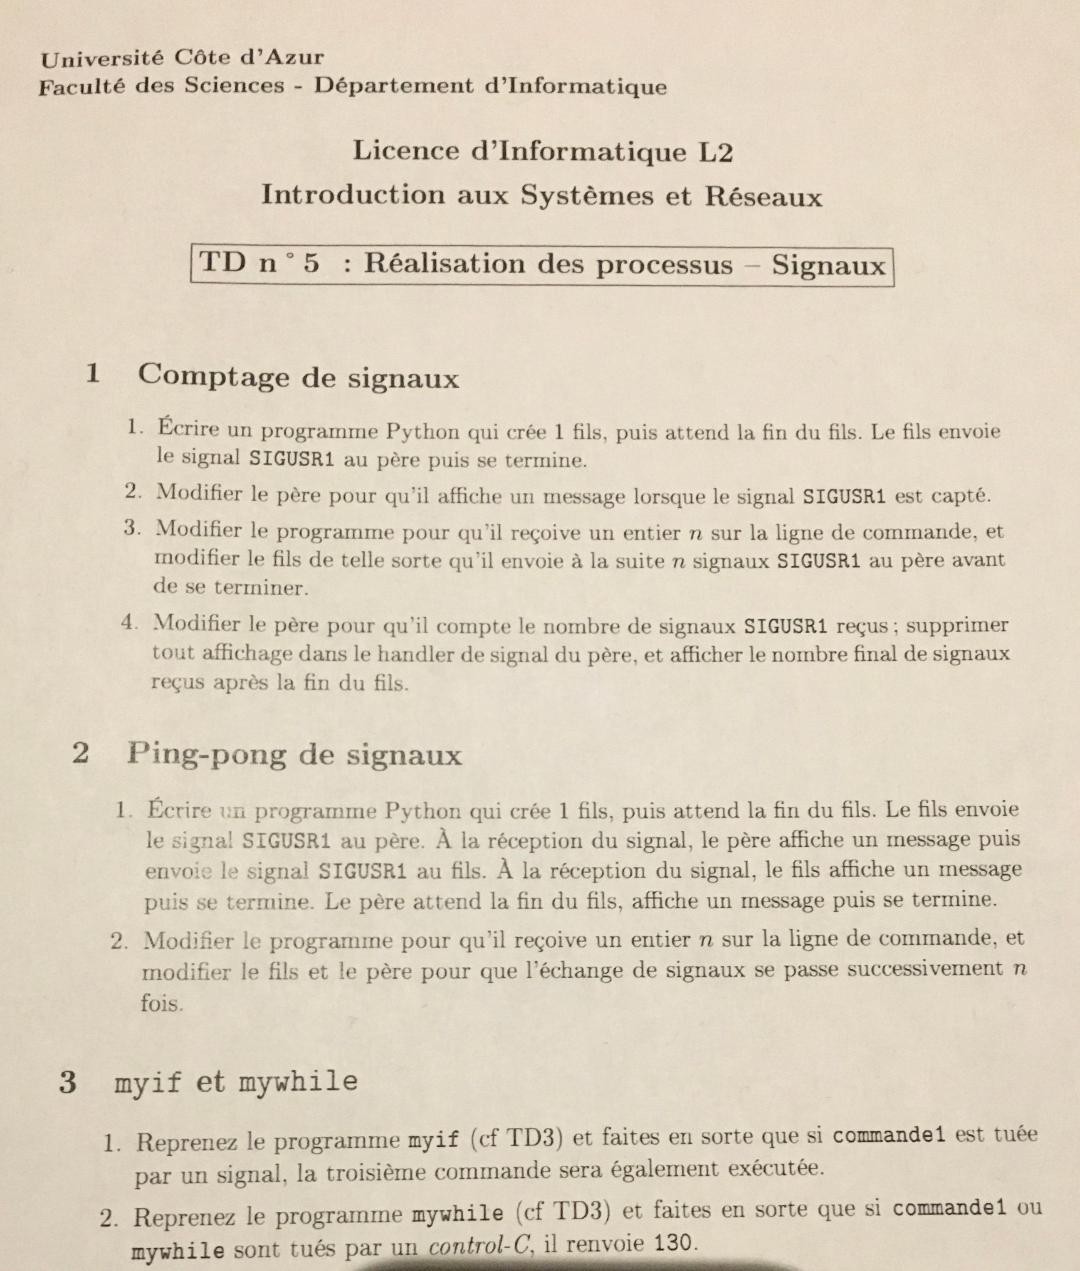 Université Côte d'Azur
Faculté des Sciences - Département d'Informatique
Licence d'Informatique L2
Introduction aux Systèmes et Réseaux
TD n°5 : Réalisation des processus – Signaux
1 Comptage de signaux
1. Écrire un programme Python qui crée 1 fils, puis attend la fin du fils. Le fils envoie
le signal SIGUSR1 au père puis se termine.
2. Modifier le père pour qu'il affiche un message lorsque le signal SIGUSR1 est capté.
3. Modifier le programme pour qu'il reçoive un entier n sur la ligne de commande, et
modifier le fils de telle sorte qu'il envoie à la suite n signaux SIGUSR1 au père avant
de se terminer.
4. Modifier le père pour qu'il compte le nombre de signaux SIGUSR1 reçus ; supprimer
tout affichage dans le handler de signal du père, et afficher le nombre final de signaux
reçus après la fin du fils.
2 Ping-pong de signaux
1. Écrire un programme Python qui crée 1 fils, puis attend la fin du fils. Le fils envoie
le signal SIGUSR1 au père. À la réception du signal, le père affiche un message puis
envoie le signal SIGUSR1 au fils. À la réception du signal, le fils affiche un message
puis se termine. Le père attend la fin du fils, affiche un message puis se termine.
2. Modifier le programme pour qu'il reçoive un entier n sur la ligne de commande, et
modifier le fils et le père pour que l'échange de signaux se passe successivement n
fois.
3 myif et mywhile
1. Reprenez le programme myif (cf TD3) et faites en sorte que si commande1 est tuée
par un signal, la troisième commande sera également exécutée.
2. Reprenez le programme mywhile (cf TD3) et faites en sorte que si commande1 ou
mywhile sont tués par un control-C, il renvoie 130.